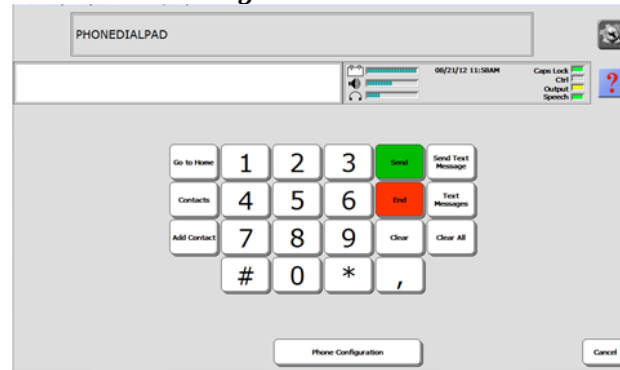 PHONEDIALPAD
08/21/12 11:58AM
Caps Lock
Ctrl
Output
Speech
?
Go to Home 1 2 3 Send Send Text Message
Contacts 4 5 6 End Text Messages
Add Contact 7 8 9 Clear Clear All
# 0 * ,
Phone Configuration
Cancel